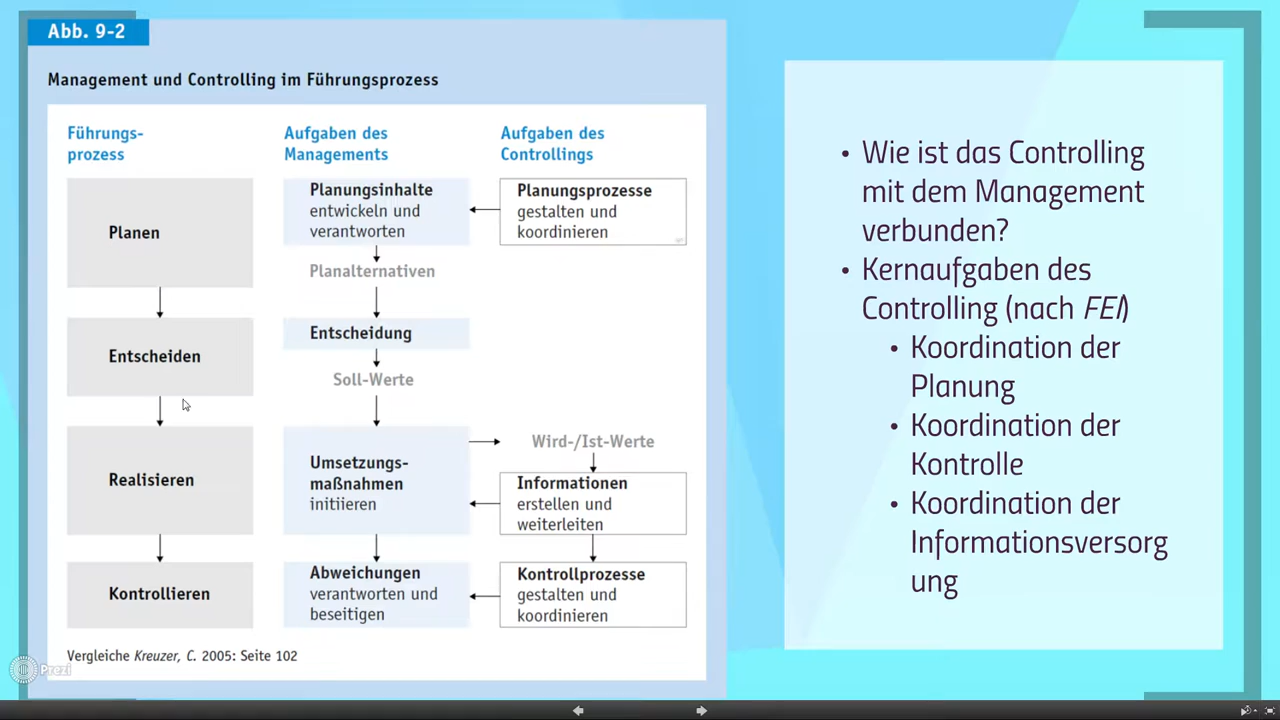 Abb. 9-2
Management und Controlling im Führungsprozess
Führungs-
prozess
Aufgaben des
Managements
Aufgaben des
Controllings
Planen
Planungsinhalte
entwickeln und
verantworten
Planungsprozesse
gestalten und
koordinieren
Planalternativen
Entscheiden
Entscheidung
Soll-Werte
Realisieren
Umsetzungs-
maßnahmen
initiieren
Wird-/Ist-Werte
Informationen
erstellen und
weiterleiten
Kontrollieren
Abweichungen
verantworten und
beseitigen
Kontrollprozesse
gestalten und
koordinieren
Vergleiche Kreuzer, C. 2005: Seite 102
Prezi
• Wie ist das Controlling
mit dem Management
verbunden?
• Kernaufgaben des
Controlling (nach FEI)
• Koordination der
Planung
• Koordination der
Kontrolle
• Koordination der
Informationsversorg
ung